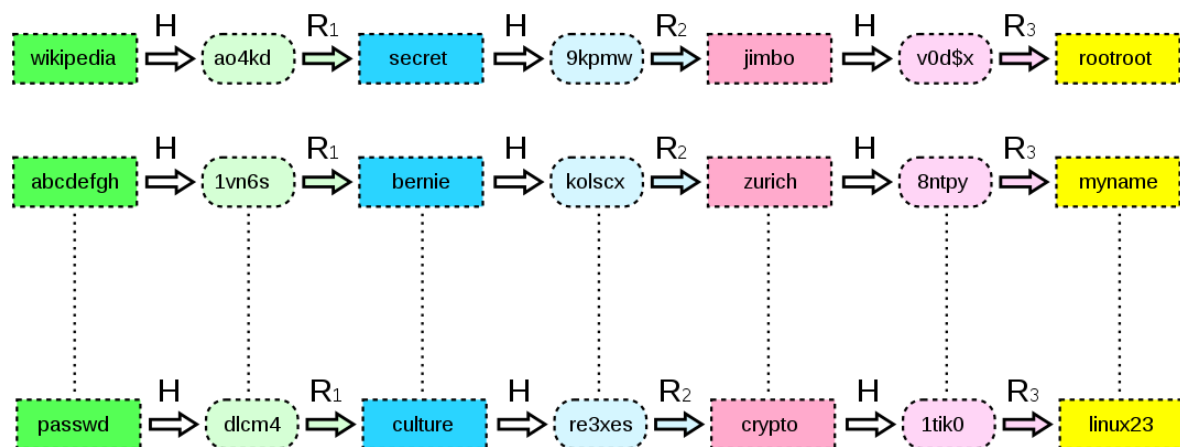 H R1 H R2 H R3
wikipedia ao4kd secret 9kpmw jimbo v0d$x rootroot
H R1 H R2 H R3
abcdefgh 1vn6s bernie kolscx zurich 8ntpy myname
H R1 H R2 H R3
passwd dlcm4 culture re3xes crypto 1tik0 linux23